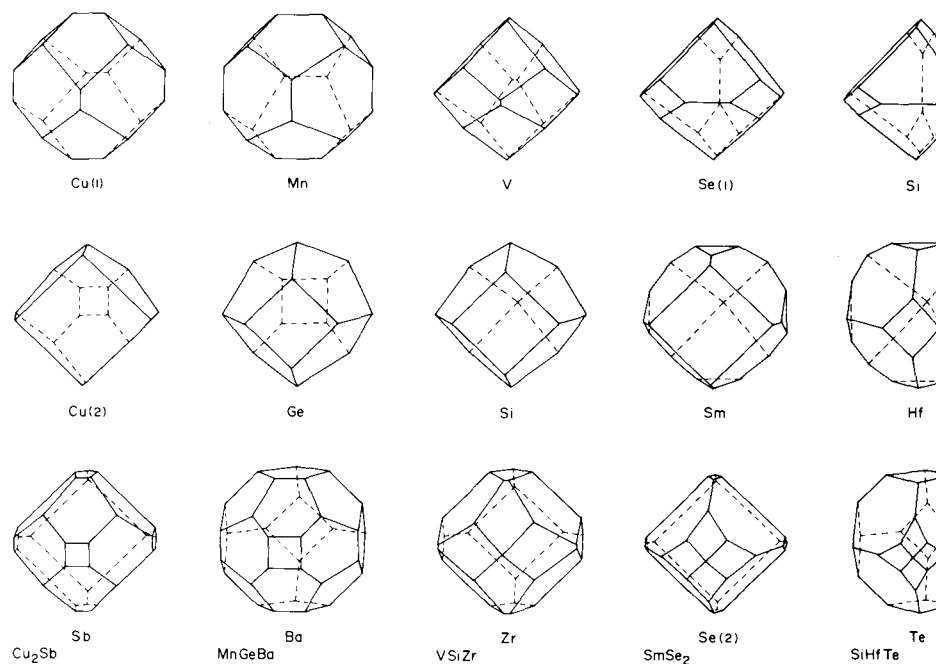 Cu(1) Mn V Se(1) Si
Cu(2) Ge Si Sm Hf
Sb Ba Zr Se(2) Te
Cu₂Sb MnGeBa VSiZr SmSe₂ SiHfTe